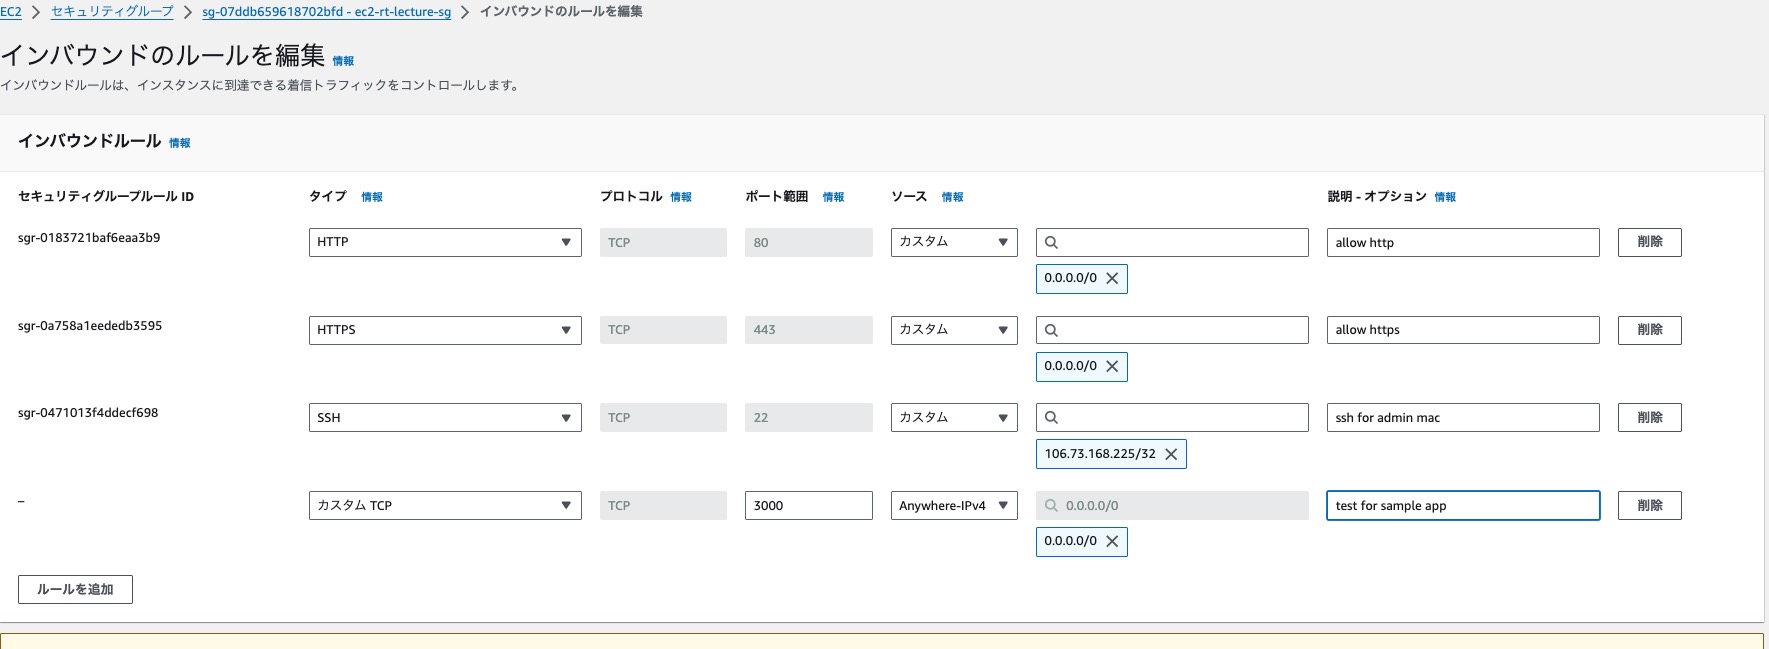 EC2 > セキュリティグループ > sg-07ddb659618702bfd - ec2-rt-lecture-sg > インバウンドのルールを編集
インバウンドのルールを編集 情報
インバウンドルールは、インスタンスに到達できる着信トラフィックをコントロールします。
インバウンドルール 情報
セキュリティグループルール ID タイプ 情報 プロトコル 情報 ポート範囲 情報 ソース 情報 説明 - オプション 情報
sgr-0183721baf6eaa3b9 HTTP TCP 80 カスタム allow http 削除
0.0.0.0/0
sgr-0a758a1eededb3595 HTTPS TCP 443 カスタム allow https 削除
0.0.0.0/0
sgr-0471013f4ddecf698 SSH TCP 22 カスタム ssh for admin mac 削除
106.73.168.225/32
– カスタム TCP TCP 3000 Anywhere-IPv4 0.0.0.0/0 test for sample app 削除
0.0.0.0/0
ルールを追加